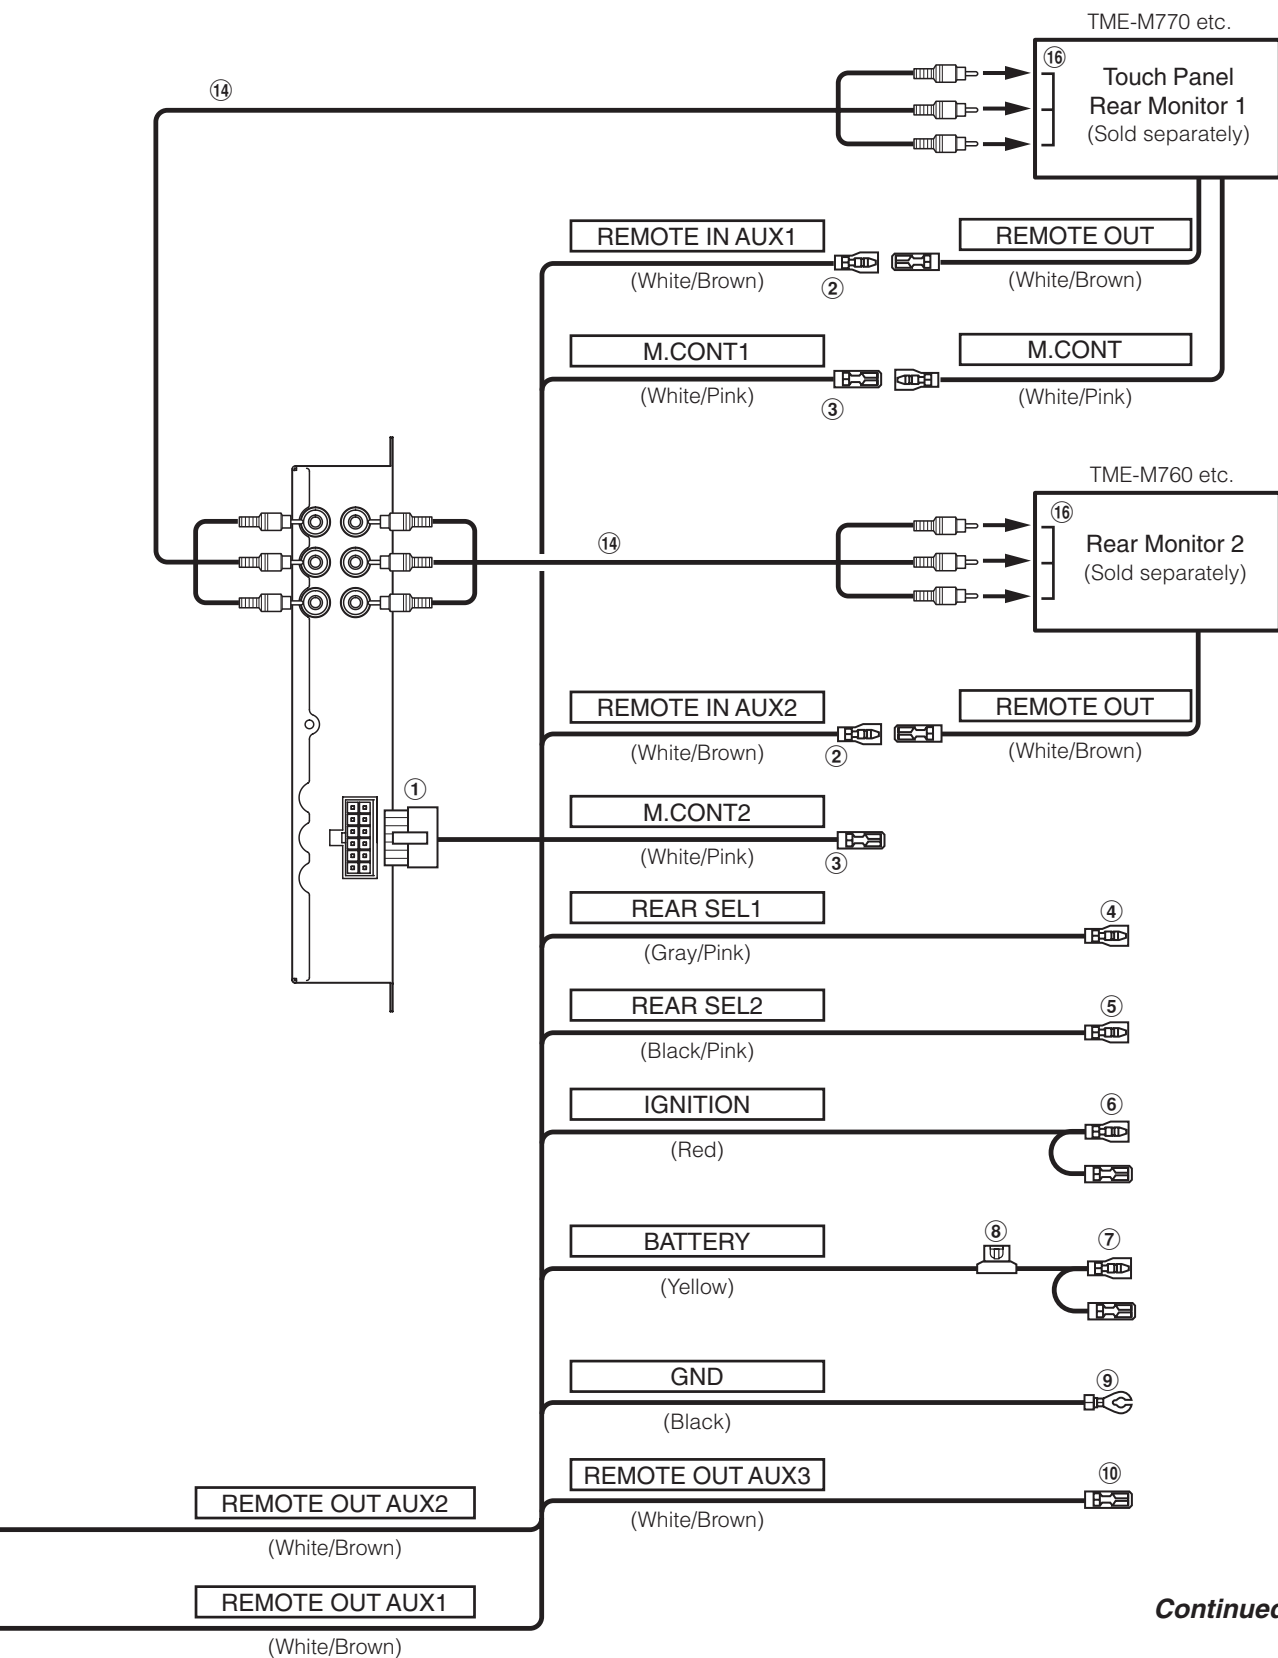 TME-M770 etc.
⑯
Touch Panel
Rear Monitor 1
(Sold separately)
⑭
REMOTE IN AUX1
REMOTE OUT
(White/Brown)
②
(White/Brown)
M.CONT1
M.CONT
(White/Pink)
③
(White/Pink)
TME-M760 etc.
⑯
Rear Monitor 2
(Sold separately)
⑭
REMOTE IN AUX2
REMOTE OUT
(White/Brown)
②
(White/Brown)
①
M.CONT2
(White/Pink)
③
REAR SEL1
④
(Gray/Pink)
REAR SEL2
⑤
(Black/Pink)
IGNITION
⑥
(Red)
BATTERY
⑧
⑦
(Yellow)
GND
⑨
(Black)
REMOTE OUT AUX3
⑩
(White/Brown)
REMOTE OUT AUX2
(White/Brown)
REMOTE OUT AUX1
(White/Brown)
Continued